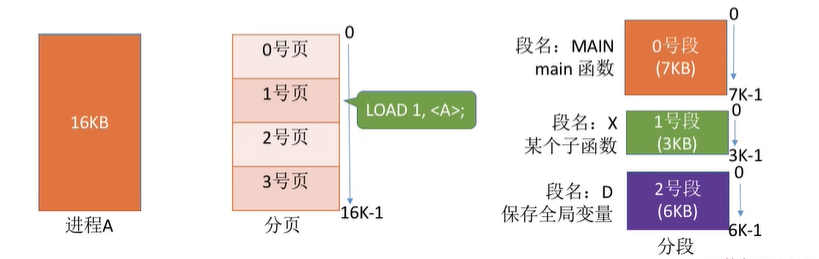 16KB
进程A
0
0号页
1号页
2号页
3号页
LOAD 1, <A>;
16K-1
分页
段名：MAIN
main 函数
0号段
(7KB)
0
7K-1
段名：X
某个子函数
1号段
(3KB)
0
3K-1
段名：D
保存全局变量
2号段
(6KB)
0
6K-1
分段